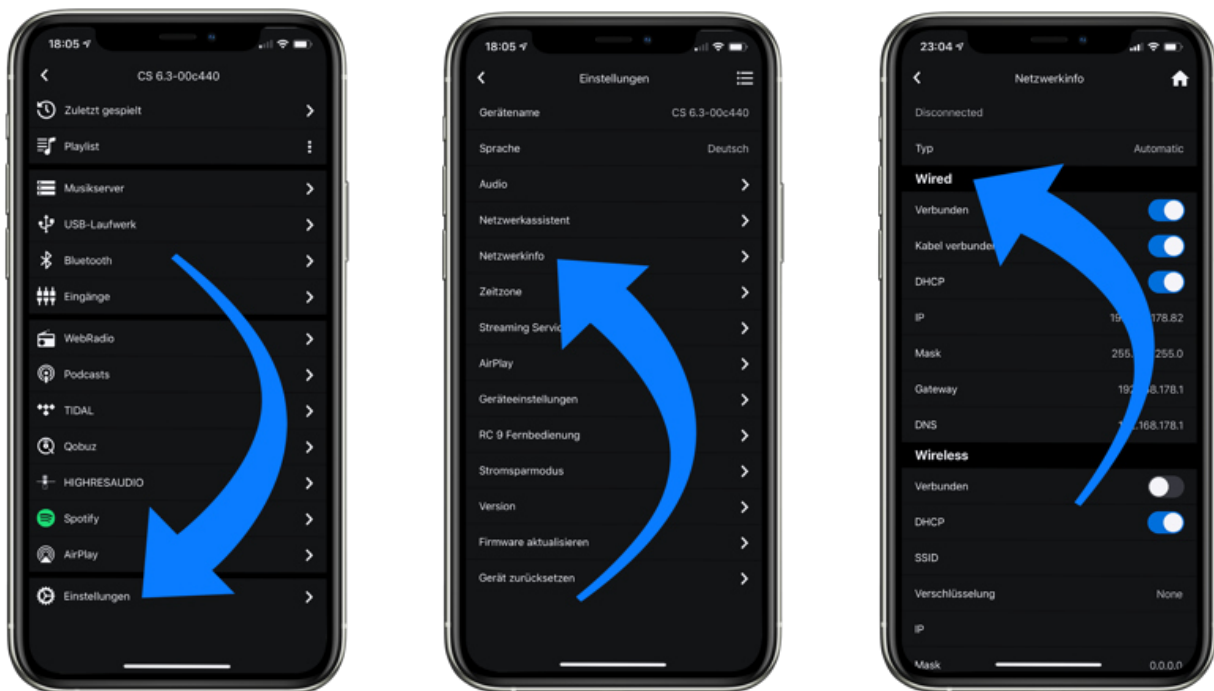 18:05
CS 6.3-00c440
Zuletzt gespielt
Playlist
Musikserver
USB-Laufwerk
Bluetooth
Eingänge
WebRadio
Podcasts
TIDAL
Qobuz
HIGHRESAUDIO
Spotify
AirPlay
Einstellungen
18:05
Einstellungen
Gerätename CS 6.3-00c440
Sprache Deutsch
Audio
Netzwerkassistent
Netzwerkinfo
Zeitzone
Streaming
AirPlay
Geräteeinstellungen
RC 9 Fernbedienung
Stromsparmodus
Version
Firmware aktualisieren
Gerät zurücksetzen
23:04
Netzwerkinfo
Disconnected
Typ Automatic
Wired
Verbunden
Kabel
DHCP
IP
Mask
Gateway
DNS
Wireless
Verbunden
DHCP
SSID
Verschlüsselung None
IP
Mask 0.0.0.0